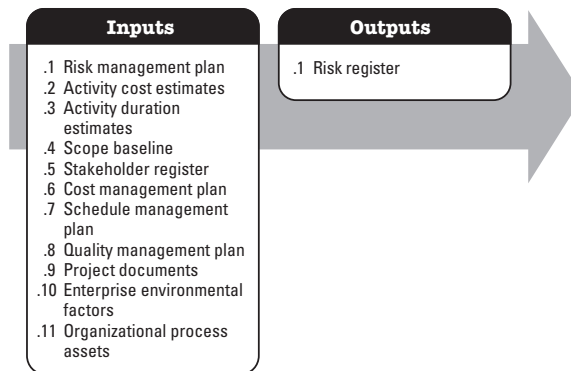 Inputs
.1 Risk management plan
.2 Activity cost estimates
.3 Activity duration
estimates
.4 Scope baseline
.5 Stakeholder register
.6 Cost management plan
.7 Schedule management
plan
.8 Quality management plan
.9 Project documents
.10 Enterprise environmental
factors
.11 Organizational process
assets
Outputs
.1 Risk register